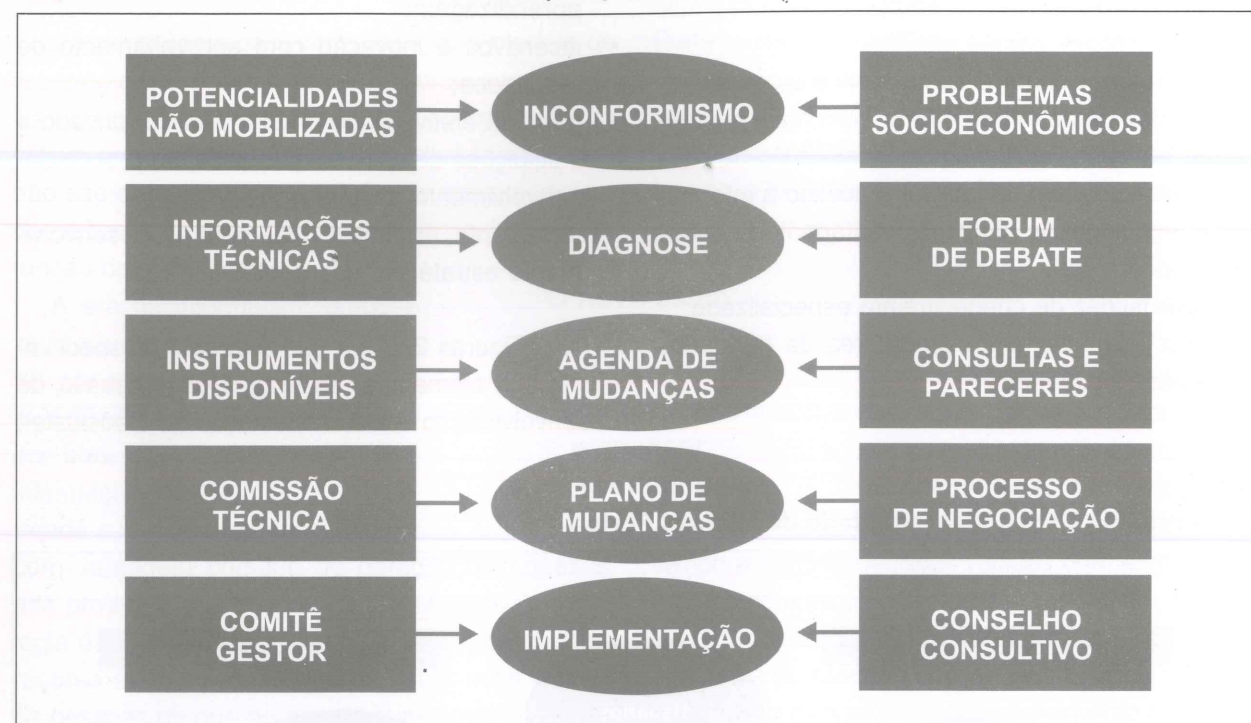 POTENCIALIDADES
NÃO MOBILIZADAS
INCONFORMISMO
PROBLEMAS
SOCIOECONÔMICOS
INFORMAÇÕES
TÉCNICAS
DIAGNOSE
FORUM
DE DEBATE
INSTRUMENTOS
DISPONÍVEIS
AGENDA DE
MUDANÇAS
CONSULTAS E
PARECERES
COMISSÃO
TÉCNICA
PLANO DE
MUDANÇAS
PROCESSO
DE NEGOCIAÇÃO
COMITÊ
GESTOR
IMPLEMENTAÇÃO
CONSELHO
CONSULTIVO